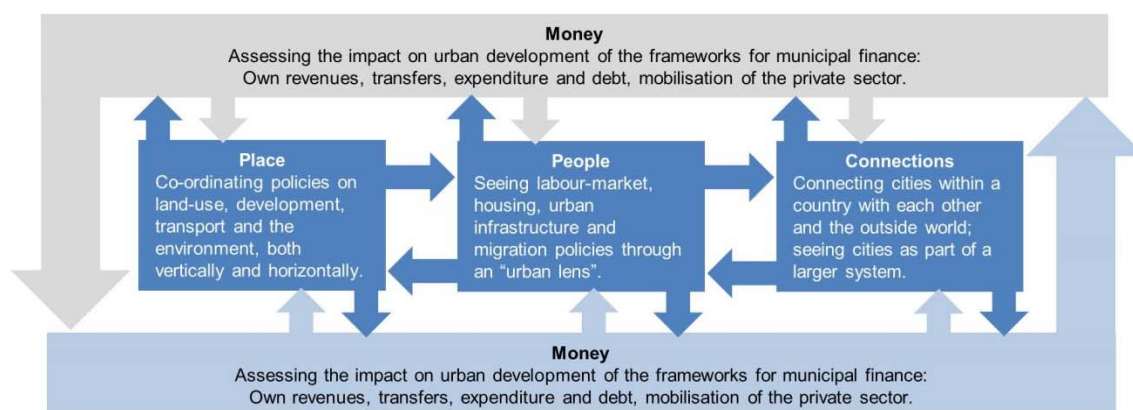 Money
Assessing the impact on urban development of the frameworks for municipal finance:
Own revenues, transfers, expenditure and debt, mobilisation of the private sector.
Place
Co-ordinating policies on
land-use, development,
transport and the
environment, both
vertically and horizontally.
People
Seeing labour-market,
housing, urban
infrastructure and
migration policies through
an “urban lens”.
Connections
Connecting cities within a
country with each other
and the outside world;
seeing cities as part of a
larger system.
Money
Assessing the impact on urban development of the frameworks for municipal finance:
Own revenues, transfers, expenditure and debt, mobilisation of the private sector.